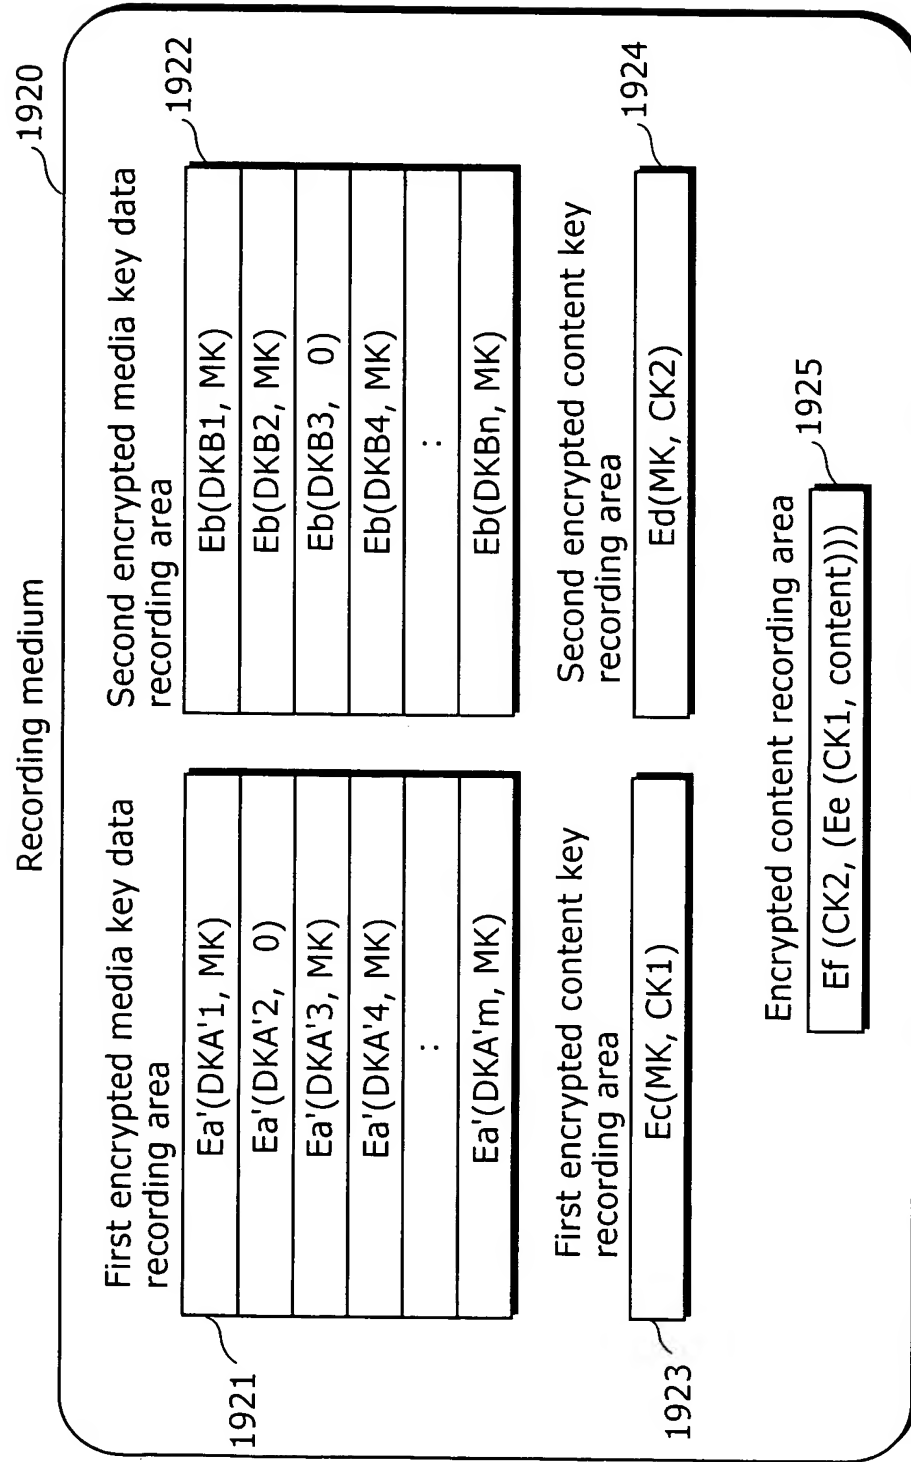 Recording medium
1920
First encrypted media key data
recording area
1921
Ea'(DKA'1, MK)
Ea'(DKA'2, 0)
Ea'(DKA'3, MK)
Ea'(DKA'4, MK)
:
Ea'(DKA'm, MK)
Second encrypted media key data
recording area
1922
Eb(DKB1, MK)
Eb(DKB2, MK)
Eb(DKB3, 0)
Eb(DKB4, MK)
:
Eb(DKBn, MK)
First encrypted content key
recording area
1923
Ec(MK, CK1)
Second encrypted content key
recording area
1924
Ed(MK, CK2)
Encrypted content recording area
1925
Ef (CK2, (Ee (CK1, content))))